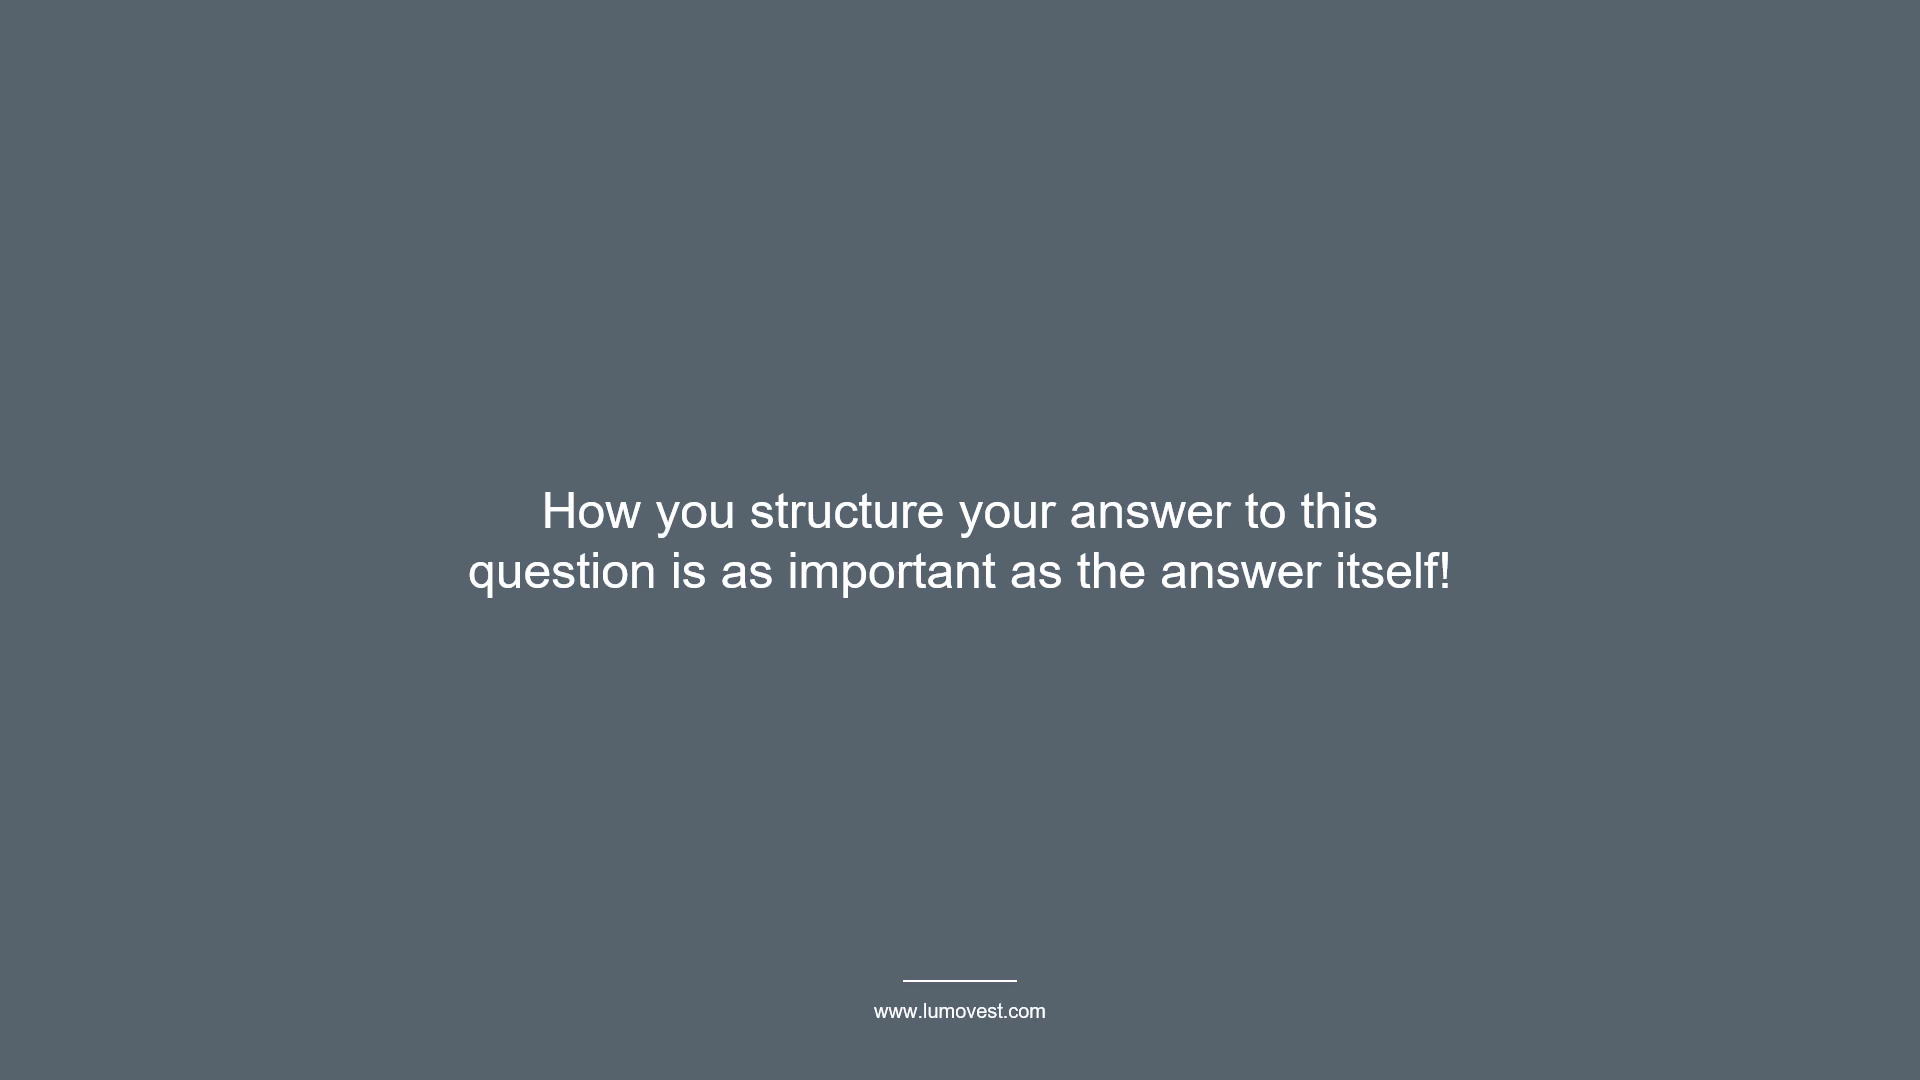 How you structure your answer to this
question is as important as the answer itself!
www.lumovest.com